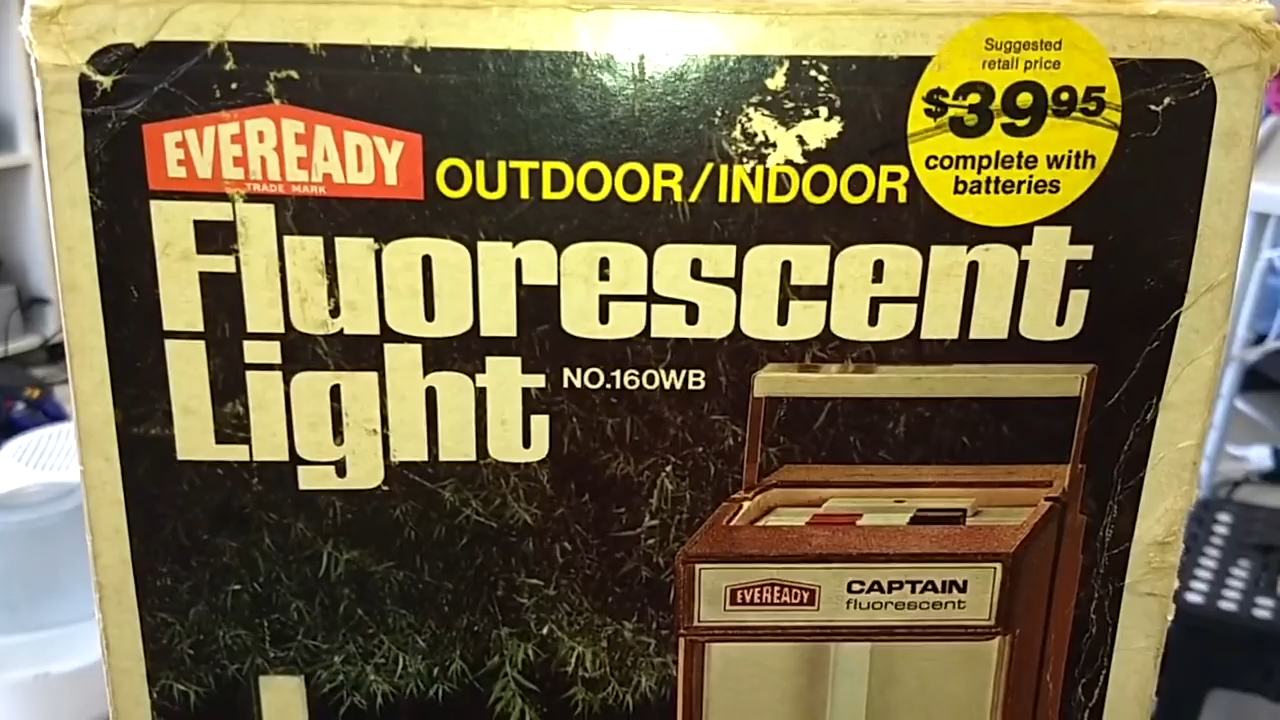 Suggested
retail price
$39 95
complete with
batteries
EVEREADY
TRADE MARK
OUTDOOR/INDOOR
Fluorescent
Light
NO.160WB
EVEREADY
CAPTAIN
fluorescent